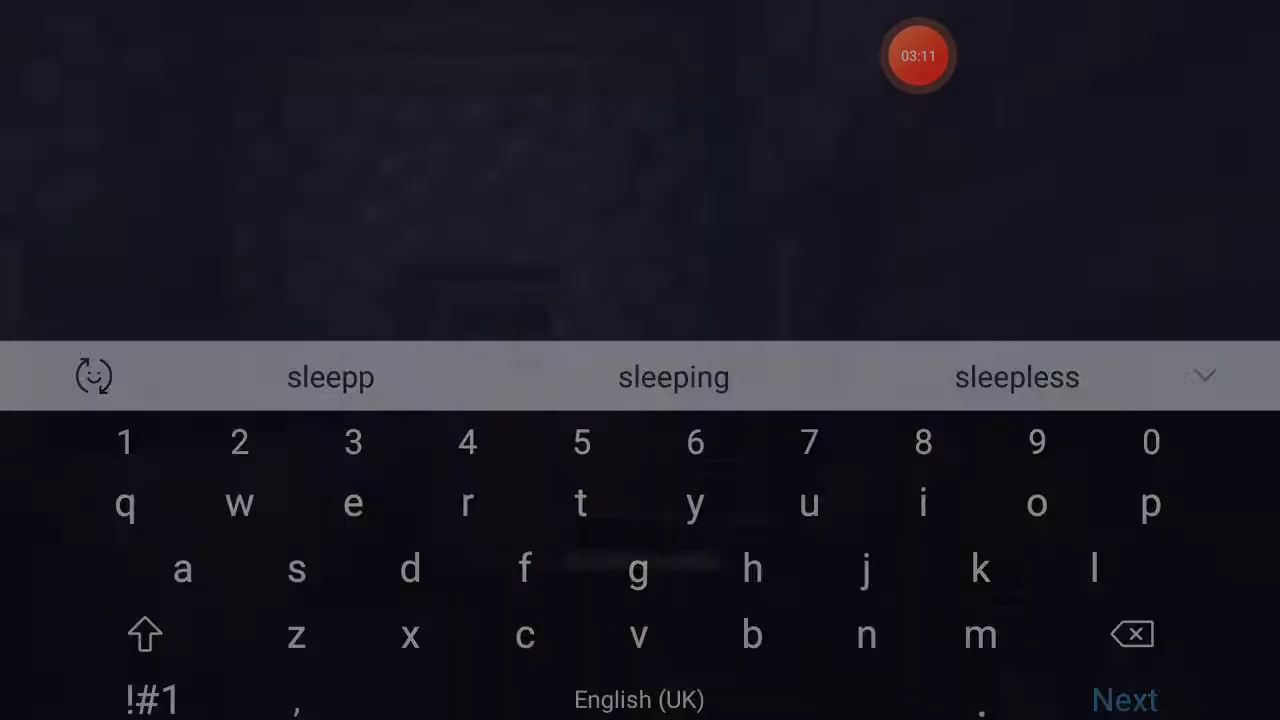 03:11
sleepp sleeping sleepless
1 2 3 4 5 6 7 8 9 0
q w e r t y u i o p
a s d f g h j k l
z x c v b n m
!#1 , English (UK) . Next